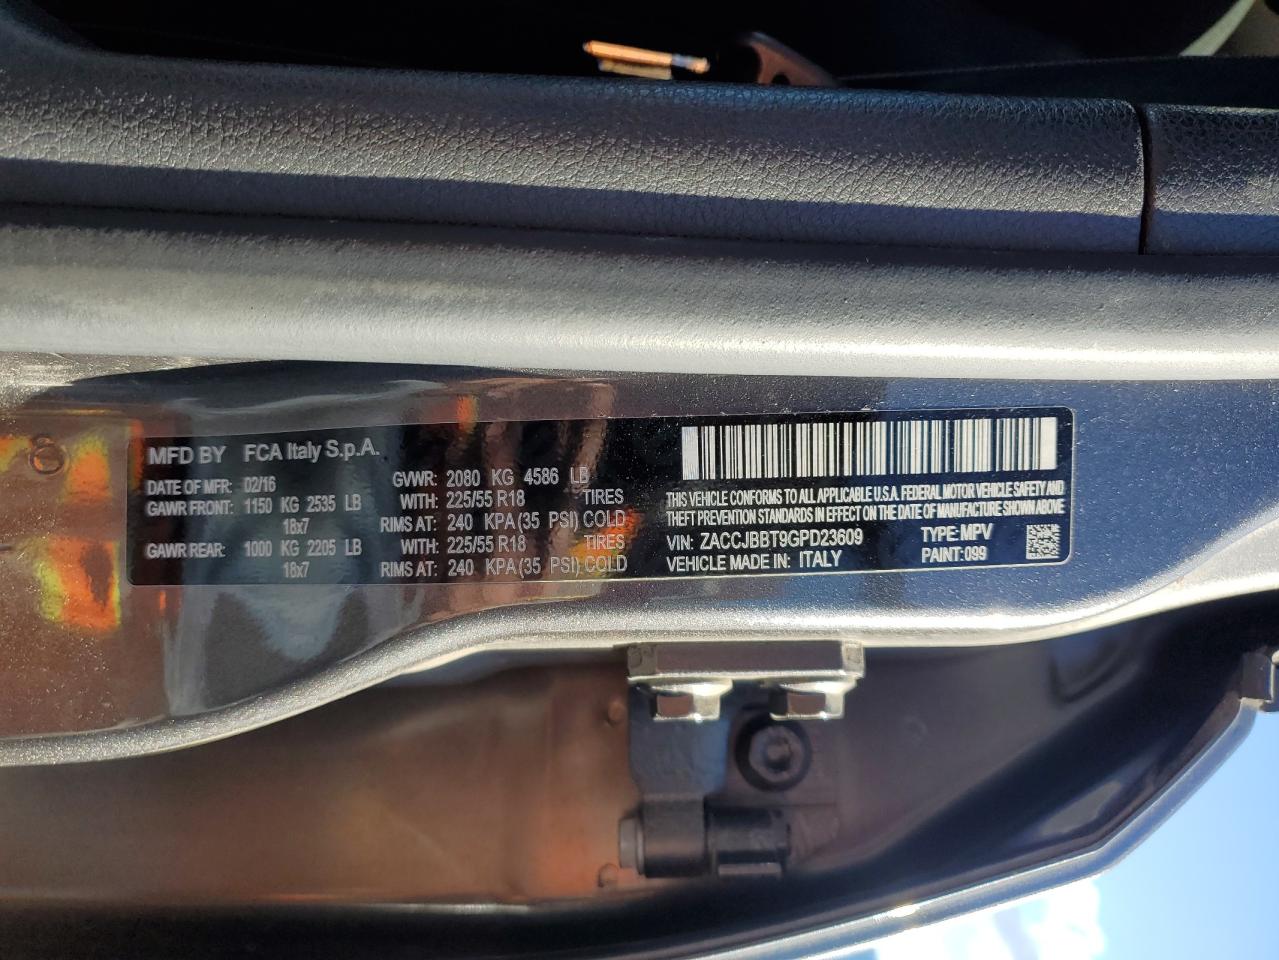 MFD BY FCA Italy S.p.A.
DATE OF MFR: 02/16 GVWR: 2080 KG 4586 LB
GAWR FRONT: 1150 KG 2535 LB WITH: 225/55 R18 TIRES
18x7 RIMS AT: 240 KPA (35 PSI) COLD
GAWR REAR: 1000 KG 2205 LB WITH: 225/55 R18 TIRES
18x7 RIMS AT: 240 KPA (35 PSI) COLD
THIS VEHICLE CONFORMS TO ALL APPLICABLE U.S.A. FEDERAL MOTOR VEHICLE SAFETY AND
THEFT PREVENTION STANDARDS IN EFFECT ON THE DATE OF MANUFACTURE SHOWN ABOVE
VIN: ZACCJBBT9GPD23609 TYPE: MPV
VEHICLE MADE IN: ITALY PAINT: 099